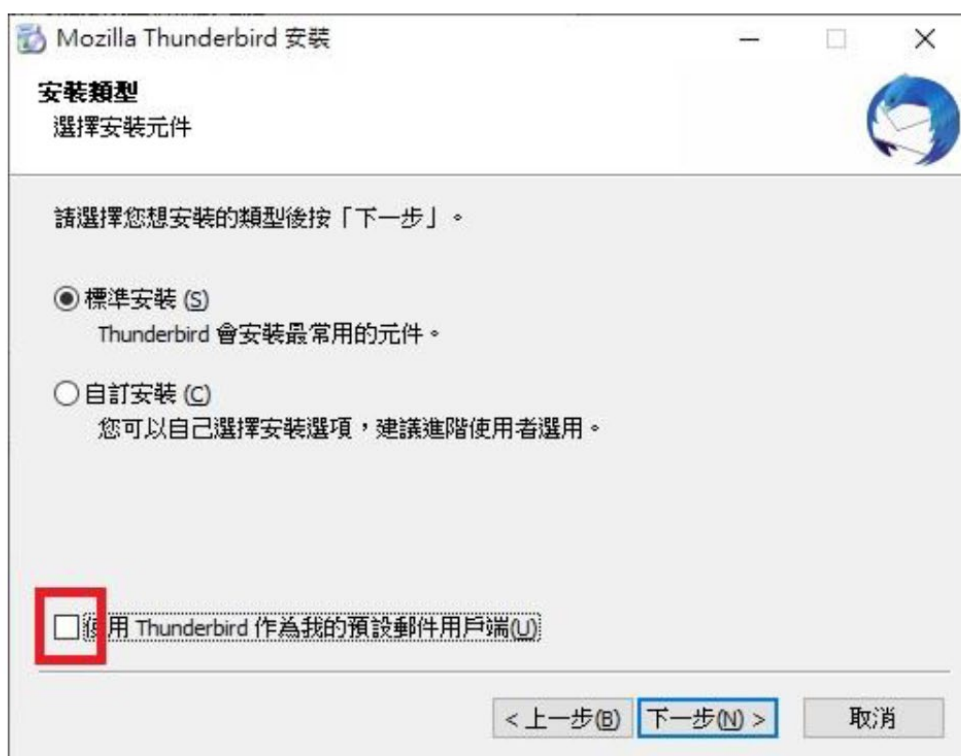 Mozilla Thunderbird 安裝
安裝類型
選擇安裝元件
請選擇您想安裝的類型後按「下一步」。
標準安裝 (S)
Thunderbird 會安裝最常用的元件。
自訂安裝 (C)
您可以自己選擇安裝選項，建議進階使用者選用。
使用 Thunderbird 作為我的預設郵件用戶端(U)
< 上一步(B) 下一步(N) > 取消